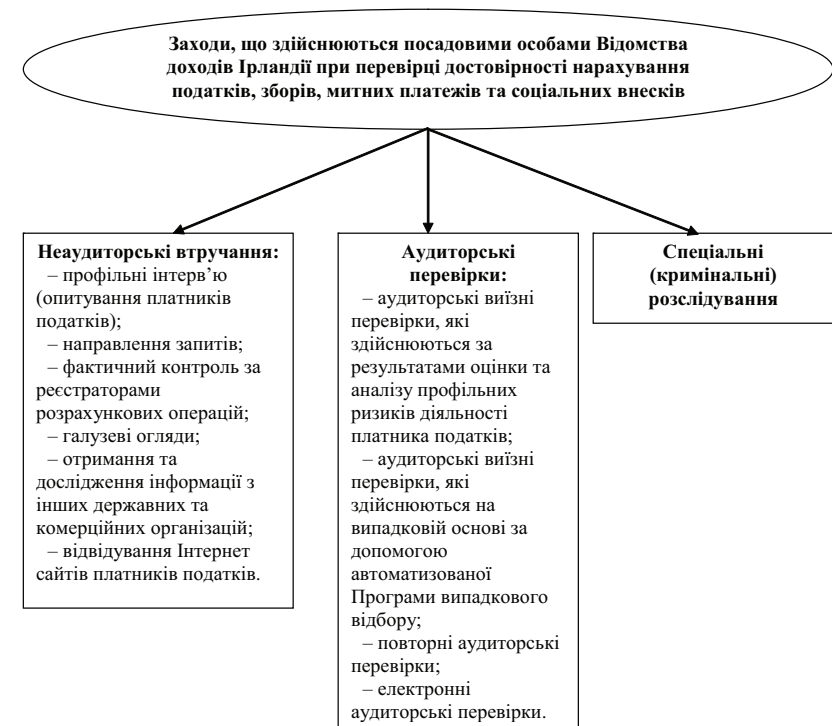 Заходи, що здійснюються посадовими особами Відомства
доходів Ірландії при перевірці достовірності нарахування
податків, зборів, митних платежів та соціальних внесків
Неаудиторські втручання:
– профільні інтерв’ю
(опитування платників
податків);
– направлення запитів;
– фактичний контроль за
реєстраторами
розрахункових операцій;
– галузеві огляди;
– отримання та
дослідження інформації з
інших державних та
комерційних організацій;
– відвідування Інтернет
сайтів платників податків.
Аудиторські
перевірки:
– аудиторські виїзні
перевірки, які
здійснюються за
результатами оцінки та
аналізу профільних
ризиків діяльності
платника податків;
– аудиторські виїзні
перевірки, які
здійснюються на
випадковій основі за
допомогою
автоматизованої
Програми випадкового
відбору;
– повторні аудиторські
перевірки;
– електронні
аудиторські перевірки.
Спеціальні
(кримінальні)
розслідування